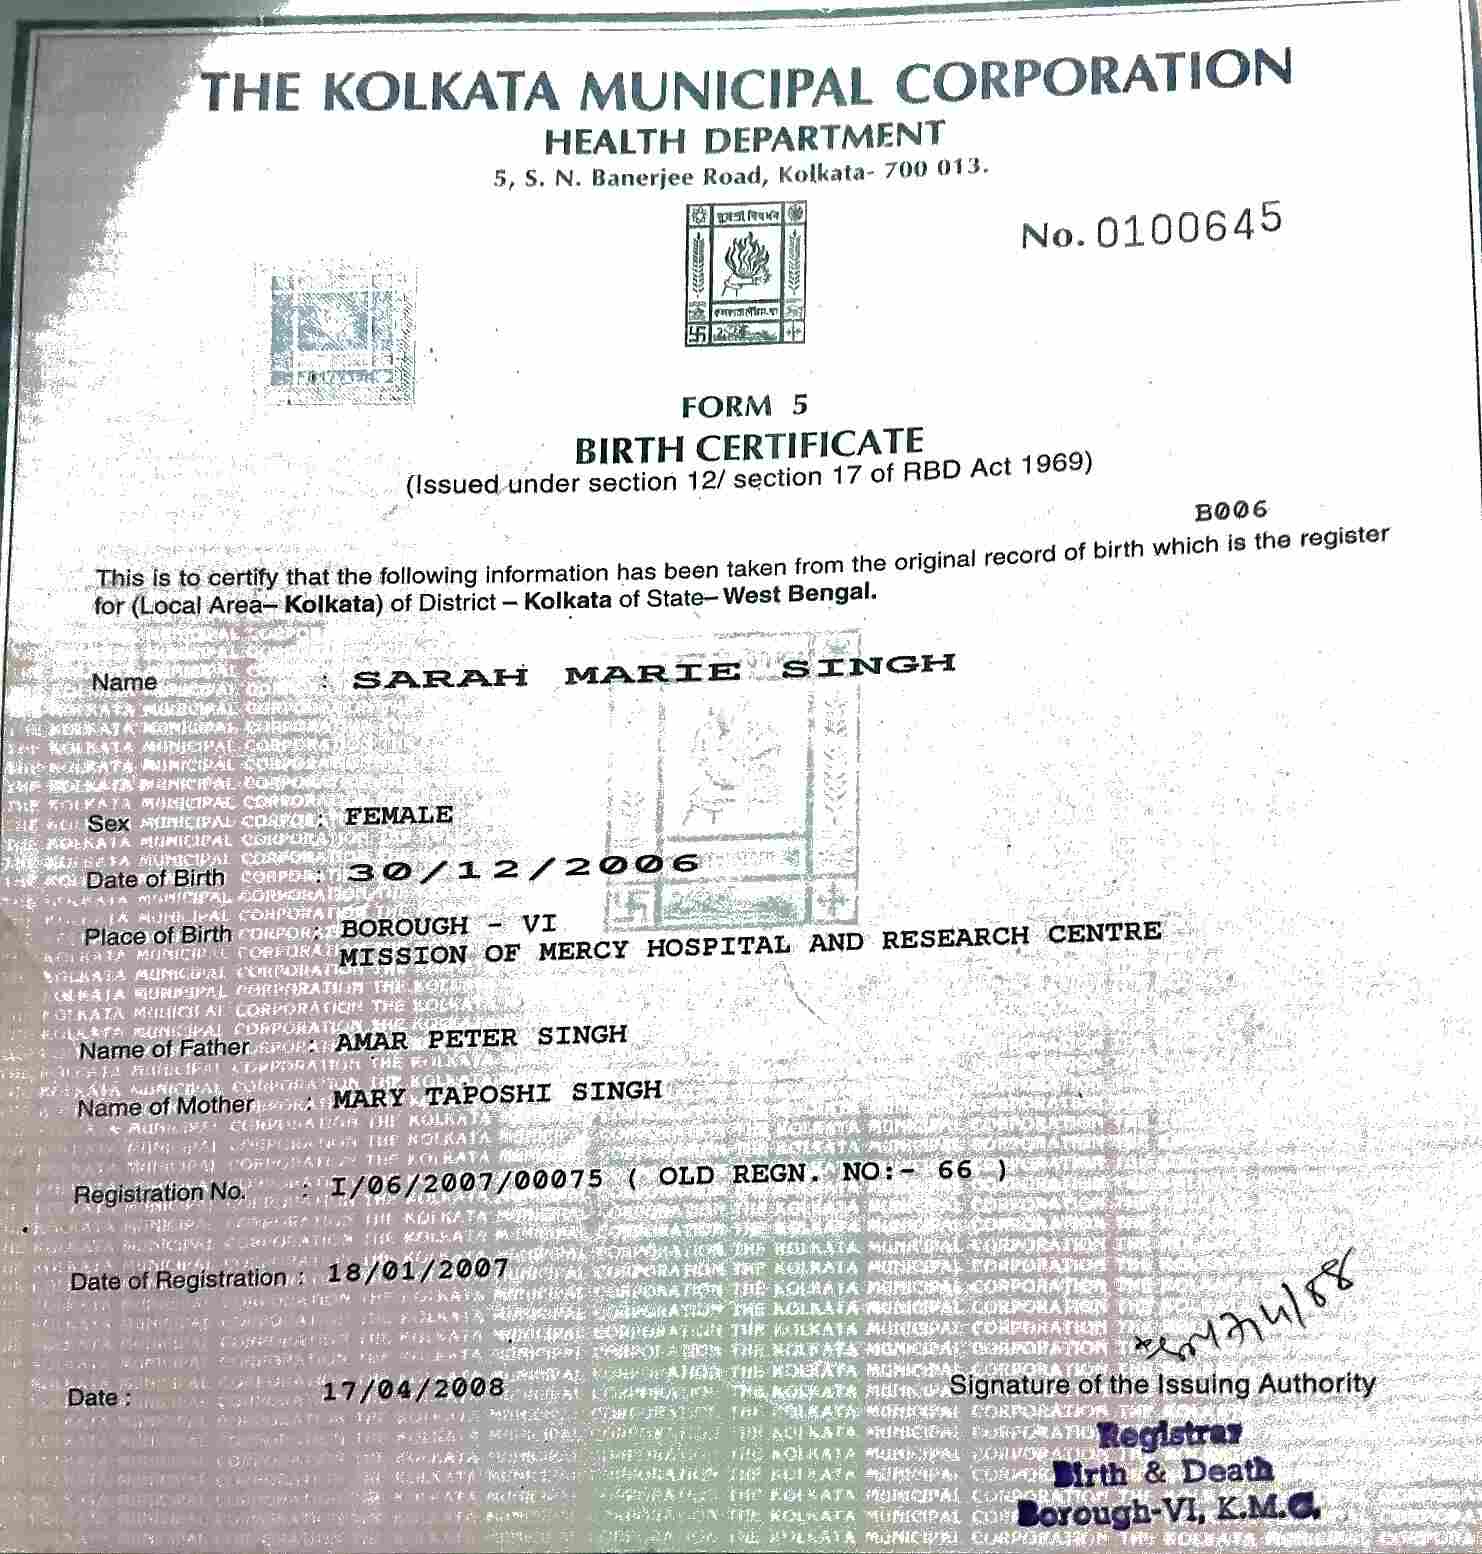 THE KOLKATA MUNICIPAL CORPORATION
HEALTH DEPARTMENT
5, S. N. Banerjee Road, Kolkata- 700 013.
No. 0100645
FORM 5
BIRTH CERTIFICATE
(Issued under section 12/ section 17 of RBD Act 1969)
B006
This is to certify that the following information has been taken from the original record of birth which is the register
for (Local Area– Kolkata) of District – Kolkata of State– West Bengal.
Name : SARAH MARIE SINGH
Sex : FEMALE
Date of Birth : 30/12/2006
Place of Birth : BOROUGH - VI
MISSION OF MERCY HOSPITAL AND RESEARCH CENTRE
Name of Father : AMAR PETER SINGH
Name of Mother : MARY TAPOSHI SINGH
Registration No. : I/06/2007/00075 ( OLD REGN. NO:- 66 )
Date of Registration : 18/01/2007
Date : 17/04/2008
Signature of the Issuing Authority
Registrar
Birth & Death
Borough-VI, K.M.C.